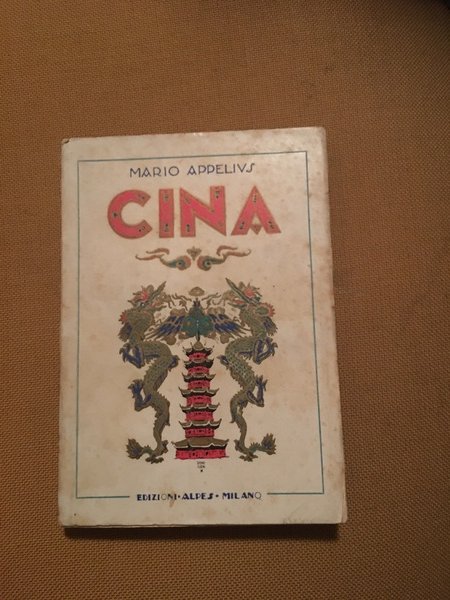 MARIO APPELIVS
CINA
EDIZIONI • ALPES • MILANO